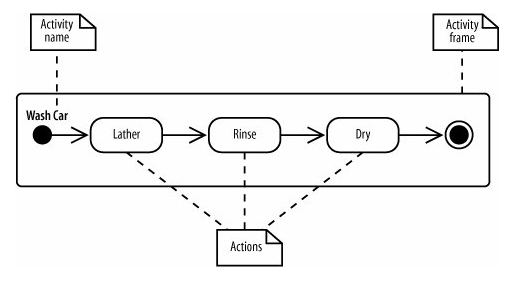 Activity
name
Activity
frame
Wash Car
Lather
Rinse
Dry
Actions